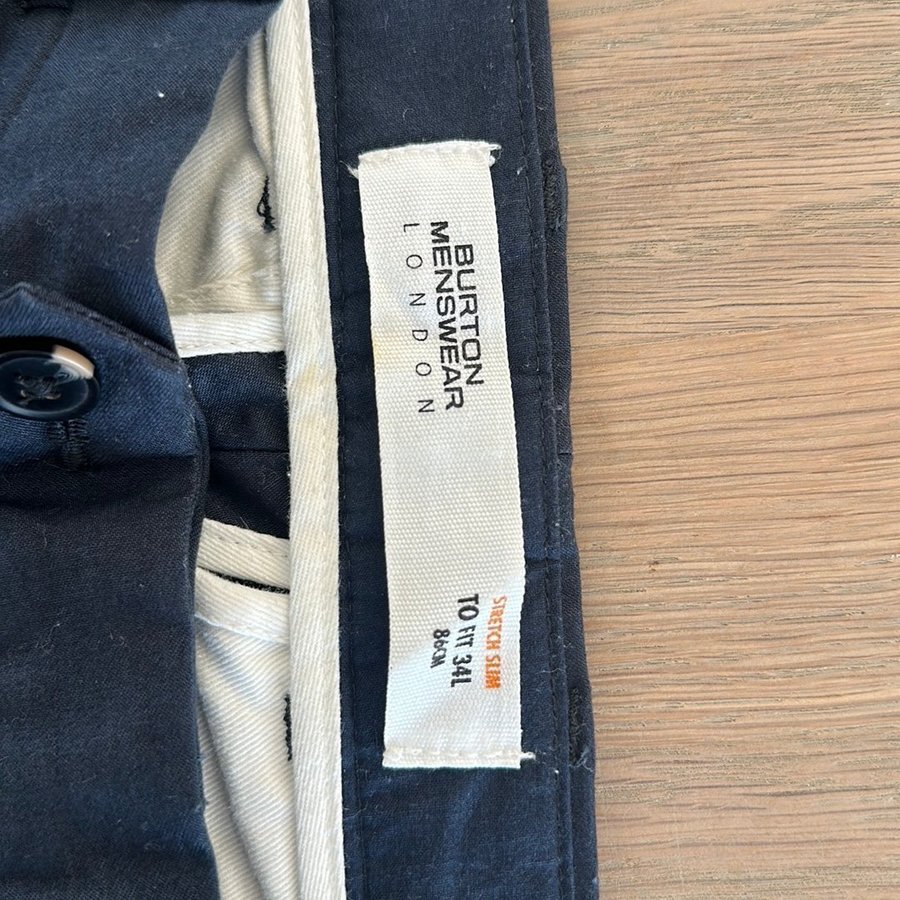 BURTON
MENSWEAR
LONDON
STRETCH SLIM
TO FIT 34L
86CM